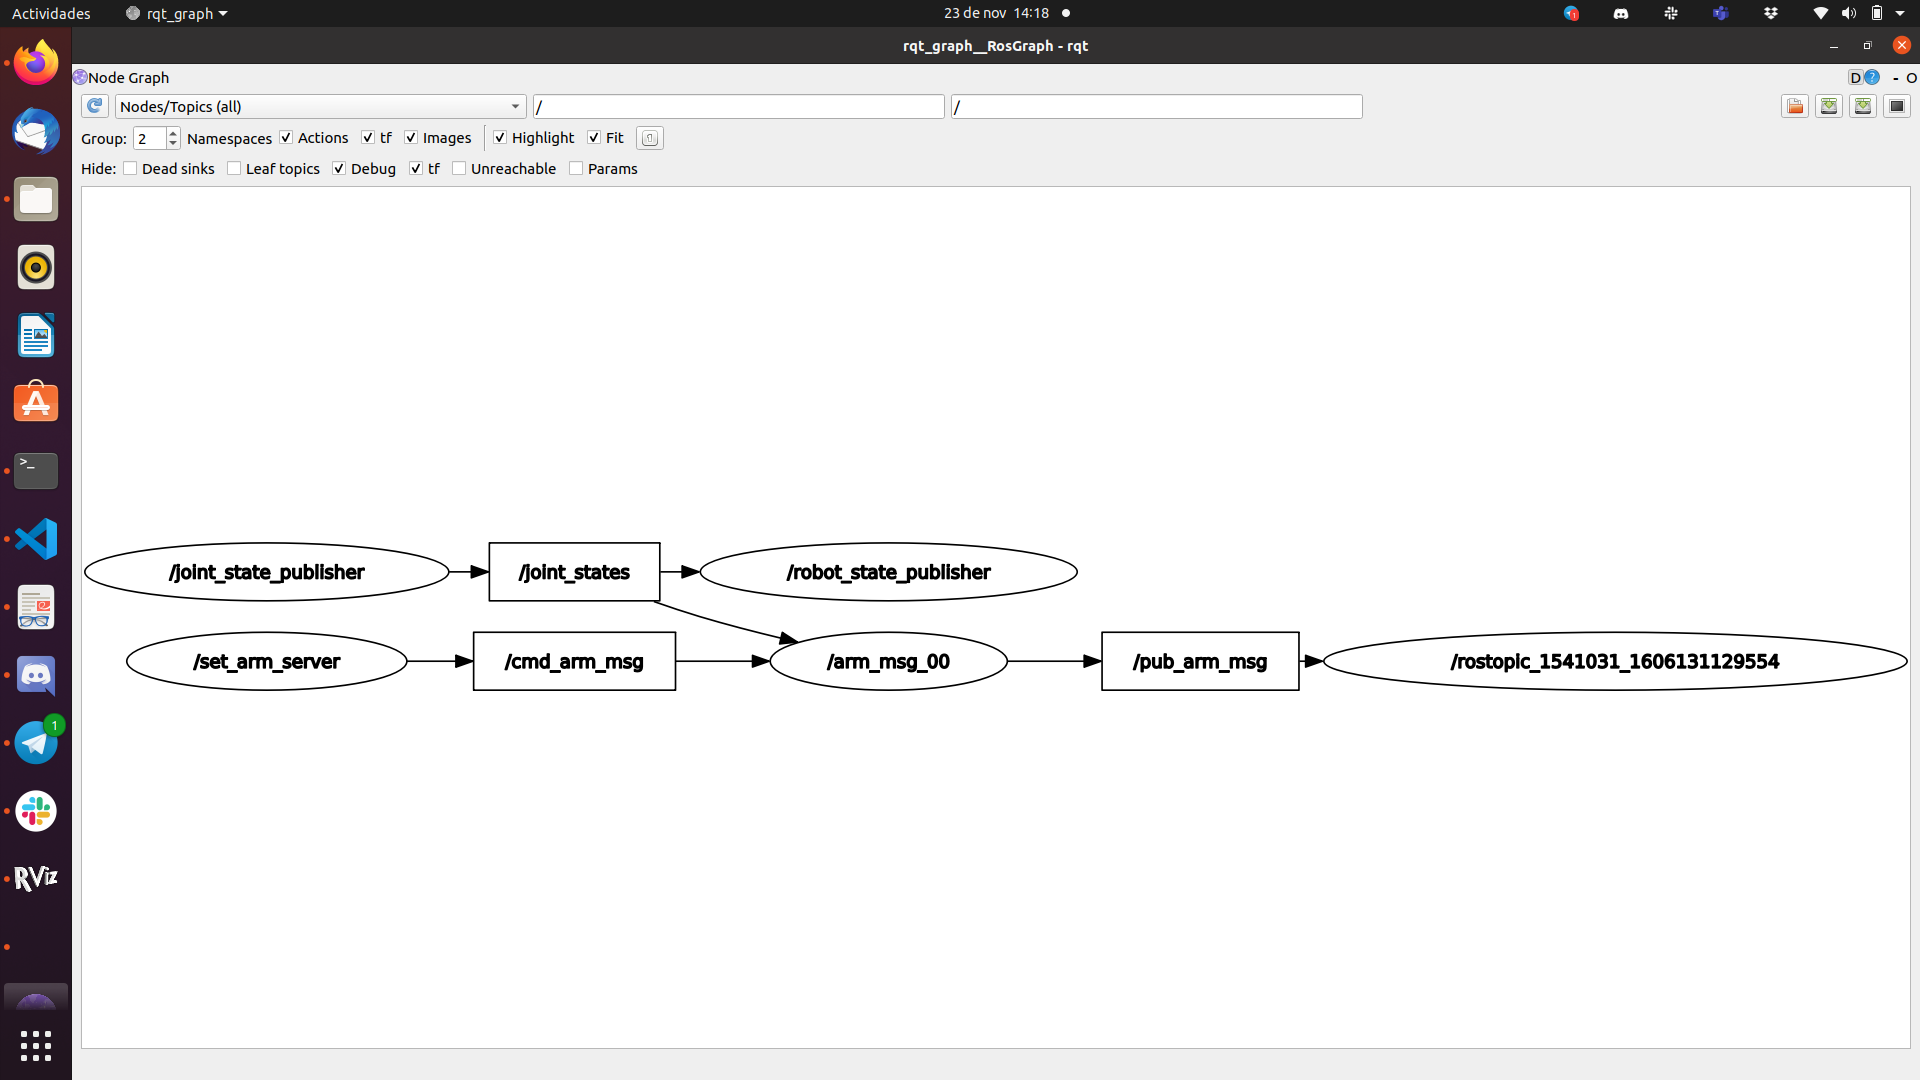 Actividades rqt_graph 23 de nov 14:18
rqt_graph__RosGraph - rqt
Node Graph D ? - O
Nodes/Topics (all) / /
Group: 2 Namespaces Actions tf Images Highlight Fit
Hide: Dead sinks Leaf topics Debug tf Unreachable Params
/joint_state_publisher /joint_states /robot_state_publisher
/set_arm_server /cmd_arm_msg /arm_msg_00 /pub_arm_msg /rostopic_1541031_1606131129554
>_
1
RViz